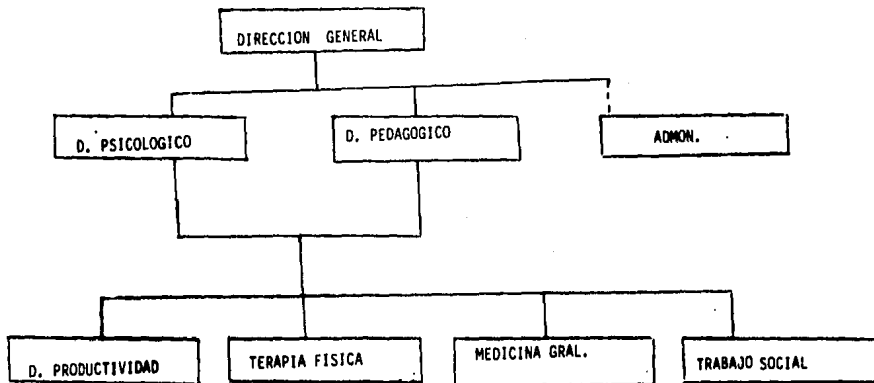 DIRECCION GENERAL
D. PSICOLOGICO
D. PEDAGOGICO
ADMON.
D. PRODUCTIVIDAD
TERAPIA FISICA
MEDICINA GRAL.
TRABAJO SOCIAL